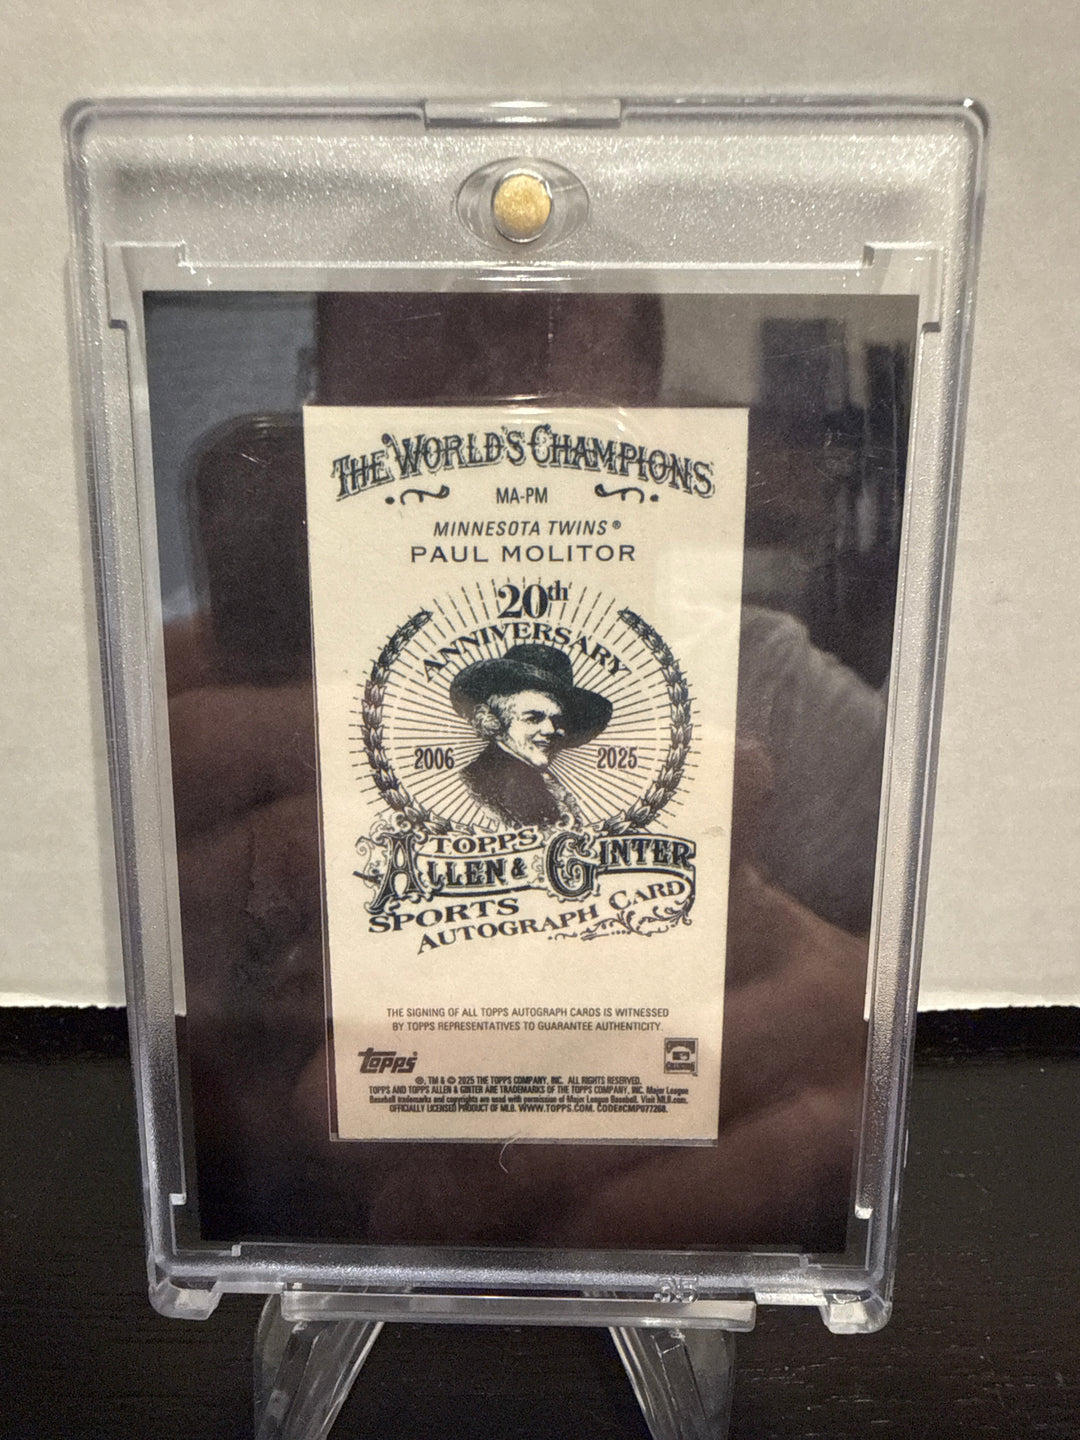 THE WORLD'S CHAMPIONS
MA-PM
MINNESOTA TWINS®
PAUL MOLITOR
20th
ANNIVERSARY
2006 2025
TOPPS
ALLEN & GINTER
SPORTS
AUTOGRAPH CARD
THE SIGNING OF ALL TOPPS AUTOGRAPH CARDS IS WITNESSED
BY TOPPS REPRESENTATIVES TO GUARANTEE AUTHENTICITY.
topps
®, TM & © 2025 THE TOPPS COMPANY, INC. ALL RIGHTS RESERVED.
TOPPS AND TOPPS ALLEN & GINTER ARE TRADEMARKS OF THE TOPPS COMPANY, INC. Major League
Baseball trademarks and copyrights are used with permission of Major League Baseball. Visit MLB.com.
OFFICIALLY LICENSED PRODUCT OF MLB. WWW.TOPPS.COM. CODE#CMP077268.
35